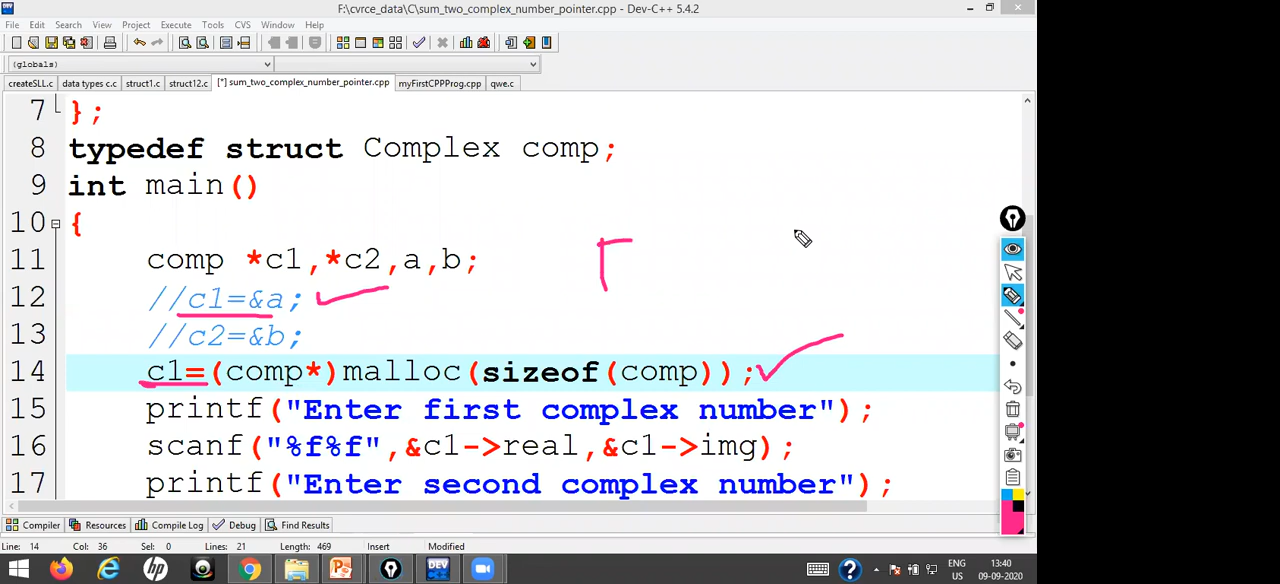 F:\cvrce_data\C\sum_two_complex_number_pointer.cpp - Dev-C++ 5.4.2
File Edit Search View Project Execute Tools CVS Window Help
(globals)
createSLL.c data types c.c struct1.c struct12.c [*] sum_two_complex_number_pointer.cpp myFirstCPPProg.cpp qwe.c
7 };
8 typedef struct Complex comp;
9 int main()
10 {
11 comp *c1,*c2,a,b;
12 //c1=&a;
13 //c2=&b;
14 c1=(comp*)malloc(sizeof(comp));
15 printf("Enter first complex number");
16 scanf("%f%f",&c1->real,&c1->img);
17 printf("Enter second complex number");
Compiler Resources Compile Log Debug Find Results
Line: 14 Col: 36 Sel: 0 Lines: 21 Length: 469 Insert Modified
hp DEV C++ ENG US 13:40 09-09-2020